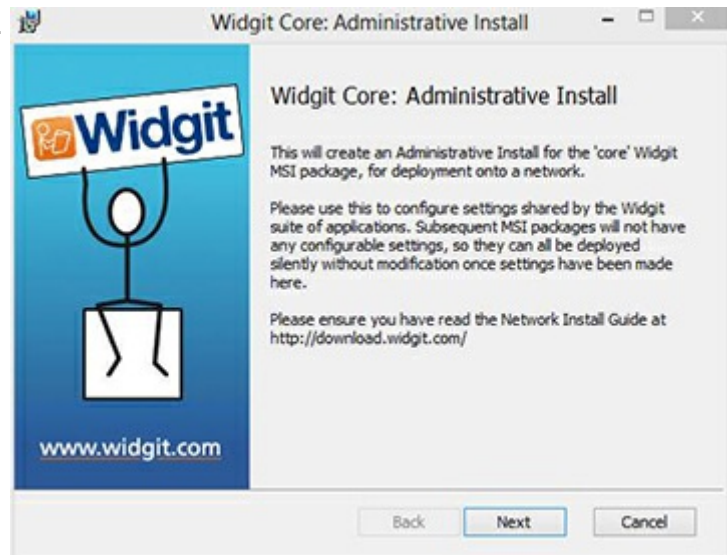 Widgit Core: Administrative Install
Widgit
Widgit Core: Administrative Install
This will create an Administrative Install for the 'core' Widgit
MSI package, for deployment onto a network.
Please use this to configure settings shared by the Widgit
suite of applications. Subsequent MSI packages will not have
any configurable settings, so they can all be deployed
silently without modification once settings have been made
here.
Please ensure you have read the Network Install Guide at
http://download.widgit.com/
www.widgit.com
Back
Next
Cancel